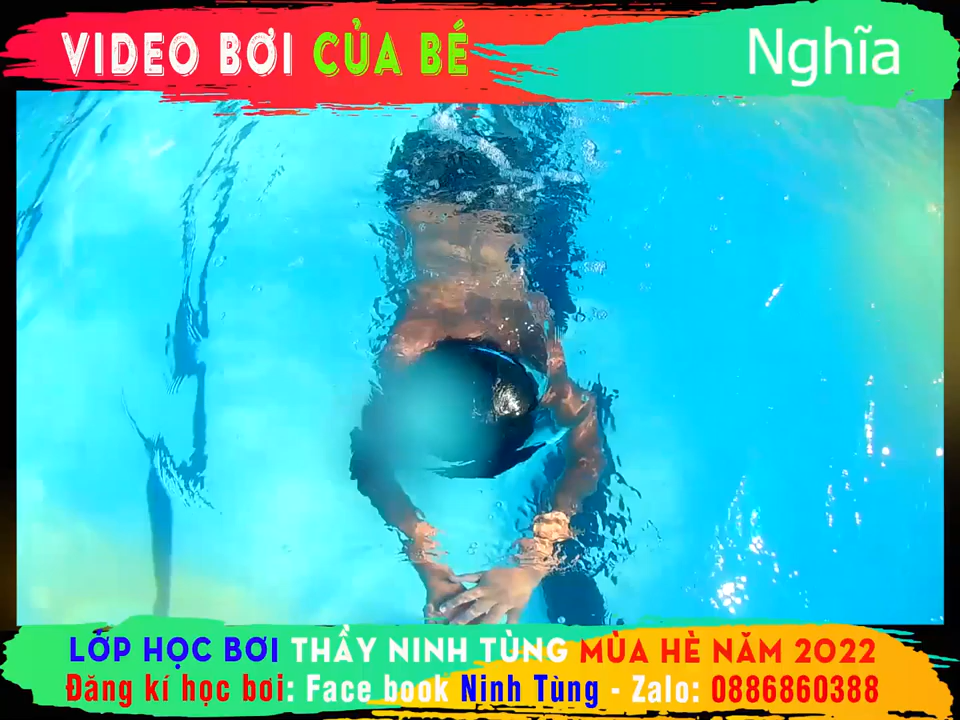 VIDEO BƠI CỦA BÉ
Nghĩa
LỚP HỌC BƠI THẦY NINH TÙNG MÙA HÈ NĂM 2022
Đăng kí học bơi: Face book Ninh Tùng - Zalo: 0886860388